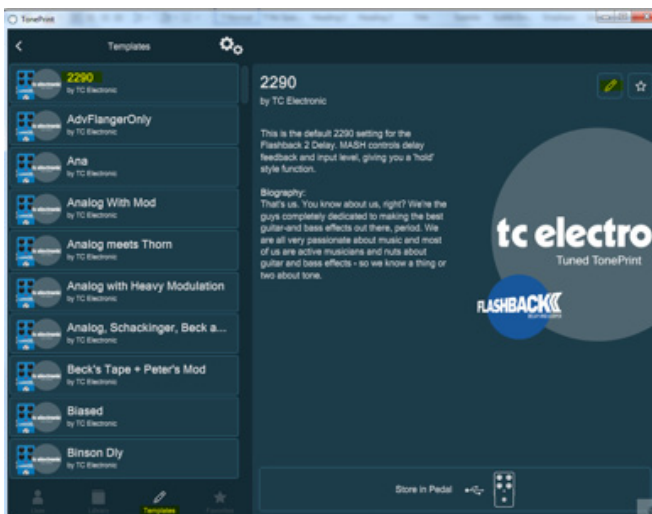 TonePrint
Templates
2290
by TC Electronic
AdvFlangerOnly
by TC Electronic
Ana
by TC Electronic
Analog With Mod
by TC Electronic
Analog meets Thorn
by TC Electronic
Analog with Heavy Modulation
by TC Electronic
Analog, Schackinger, Beck a...
by TC Electronic
Beck's Tape + Peter's Mod
by TC Electronic
Biased
by TC Electronic
Binson Dly
by TC Electronic
User
Library
Templates
Favorites
2290
by TC Electronic
This is the default 2290 setting for the
Flashback 2 Delay. MASH controls delay
feedback and input level, giving you a 'hold'
style function.
Biography:
That's us. You know about us, right? We're the
guys completely dedicated to making the best
guitar-and bass effects out there, period. We
are all very passionate about music and most
of us are active musicians and nuts about
guitar and bass effects - so we know a thing or
two about tone.
tc electro
Tuned TonePrint
FLASHBACK
Store in Pedal